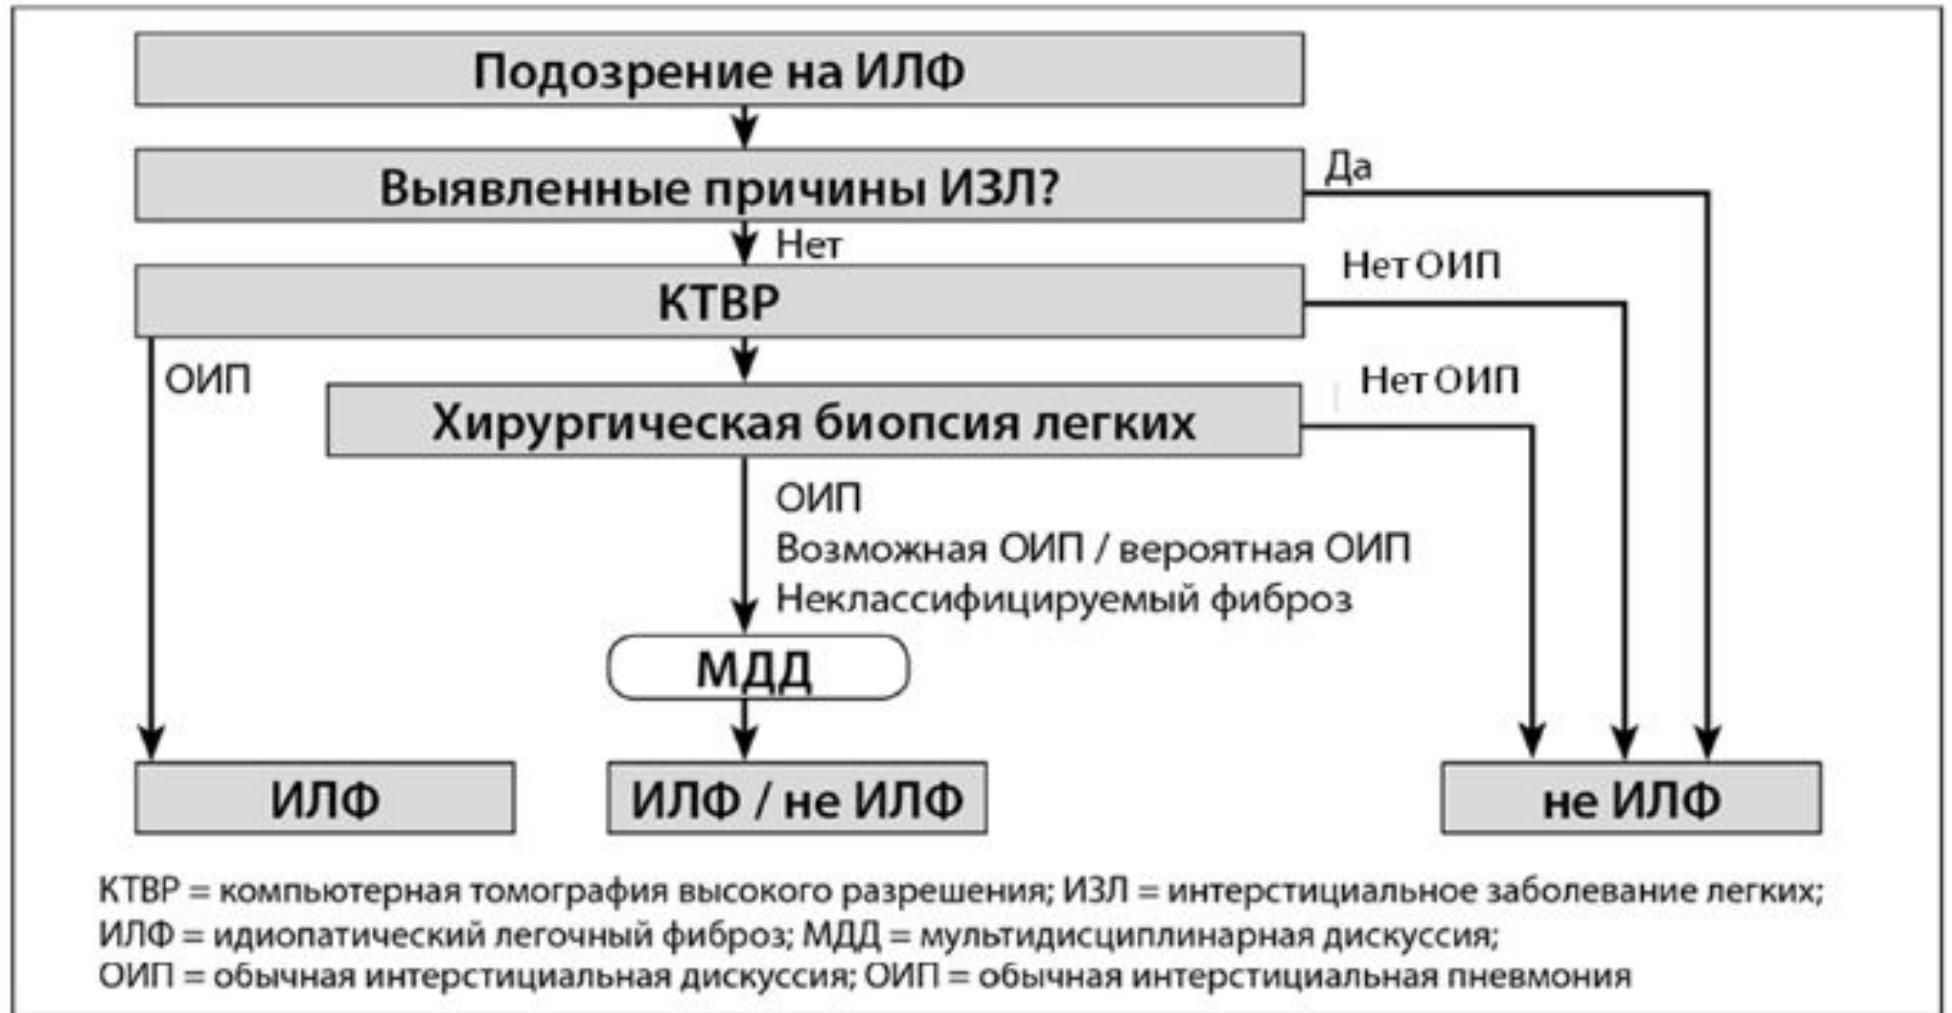 Подозрение на ИЛФ
Выявленные причины ИЗЛ?
Да
Нет
КТВР
Нет ОИП
ОИП
Хирургическая биопсия легких
Нет ОИП
ОИП
Возможная ОИП / вероятная ОИП
Неклассифицируемый фиброз
МДД
ИЛФ
ИЛФ / не ИЛФ
не ИЛФ
КТВР = компьютерная томография высокого разрешения; ИЗЛ = интерстициальное заболевание легких;
ИЛФ = идиопатический легочный фиброз; МДД = мультидисциплинарная дискуссия;
ОИП = обычная интерстициальная дискуссия; ОИП = обычная интерстициальная пневмония